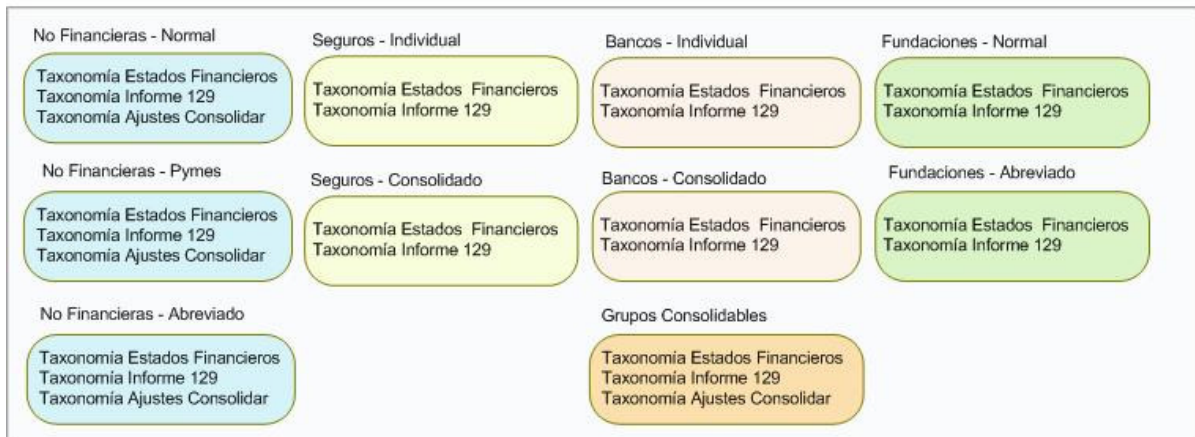 No Financieras - Normal
Taxonomía Estados Financieros
Taxonomía Informe 129
Taxonomía Ajustes Consolidar
Seguros - Individual
Taxonomía Estados Financieros
Taxonomía Informe 129
Bancos - Individual
Taxonomía Estados Financieros
Taxonomía Informe 129
Fundaciones - Normal
Taxonomía Estados Financieros
Taxonomía Informe 129
No Financieras - Pymes
Taxonomía Estados Financieros
Taxonomía Informe 129
Taxonomía Ajustes Consolidar
Seguros - Consolidado
Taxonomía Estados Financieros
Taxonomía Informe 129
Bancos - Consolidado
Taxonomía Estados Financieros
Taxonomía Informe 129
Fundaciones - Abreviado
Taxonomía Estados Financieros
Taxonomía Informe 129
No Financieras - Abreviado
Taxonomía Estados Financieros
Taxonomía Informe 129
Taxonomía Ajustes Consolidar
Grupos Consolidables
Taxonomía Estados Financieros
Taxonomía Informe 129
Taxonomía Ajustes Consolidar